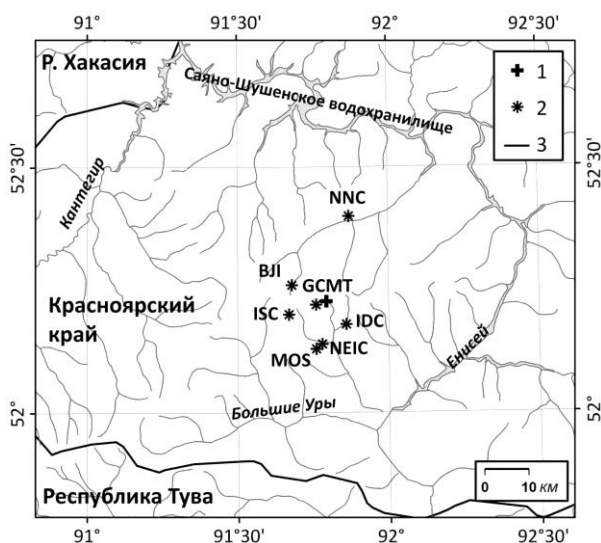 91°
91°30'
92°
92°30'
Р. Хакасия
Саяно-Шушенское водохранилище
1
2
3
52°30'
52°30'
Кантегир
NNC
BJI
GCMT
ISC
IDC
Красноярский
край
NEIC
MOS
Енисей
Большие Уры
52°
52°
Республика Тува
0
10 км
91°
91°30'
92°
92°30'